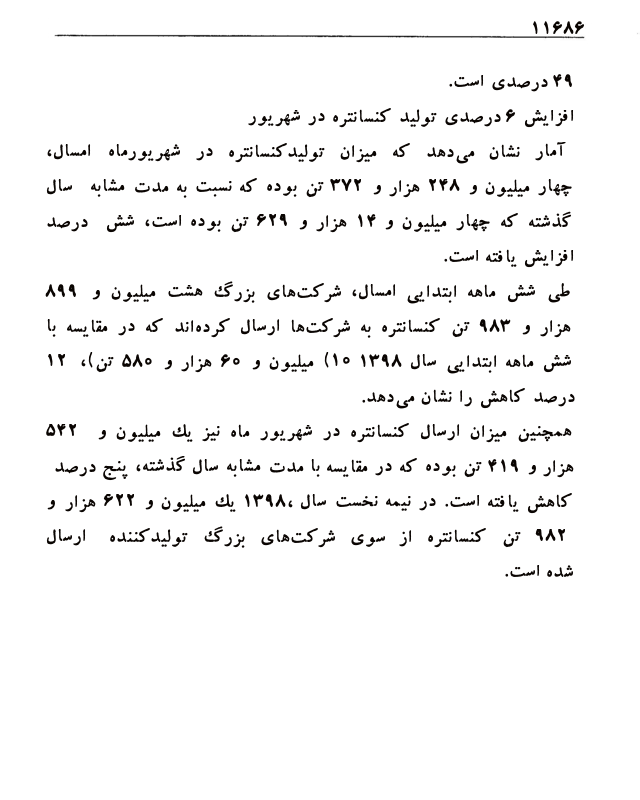 ۱۱۶۸۶
۴۹ درصدی است.
افزایش ۶ درصدی تولید کنسانتره در شهریور
آمار نشان می‌دهد که میزان تولیدکنسانتره در شهریورماه امسال،
چهار میلیون و ۲۴۸ هزار و ۳۷۲ تن بوده که نسبت به مدت مشابه سال
گذشته که چهار میلیون و ۱۴ هزار و ۶۲۹ تن بوده است، شش درصد
افزایش یافته است.
طی شش ماهه ابتدایی امسال، شرکت‌های بزرگ هشت میلیون و ۸۹۹
هزار و ۹۸۳ تن کنسانتره به شرکت‌ها ارسال کرده‌اند که در مقایسه با
شش ماهه ابتدایی سال ۱۳۹۸ ۱۰) میلیون و ۶۰ هزار و ۵۸۰ تن)، ۱۲
درصد کاهش را نشان می‌دهد.
همچنین میزان ارسال کنسانتره در شهریور ماه نیز یك میلیون و ۵۴۲
هزار و ۴۱۹ تن بوده که در مقایسه با مدت مشابه سال گذشته، پنج درصد
کاهش یافته است. در نیمه نخست سال ،۱۳۹۸ یك میلیون و ۶۲۲ هزار و
۹۸۲ تن کنسانتره از سوی شرکت‌های بزرگ تولیدکننده ارسال
شده است.